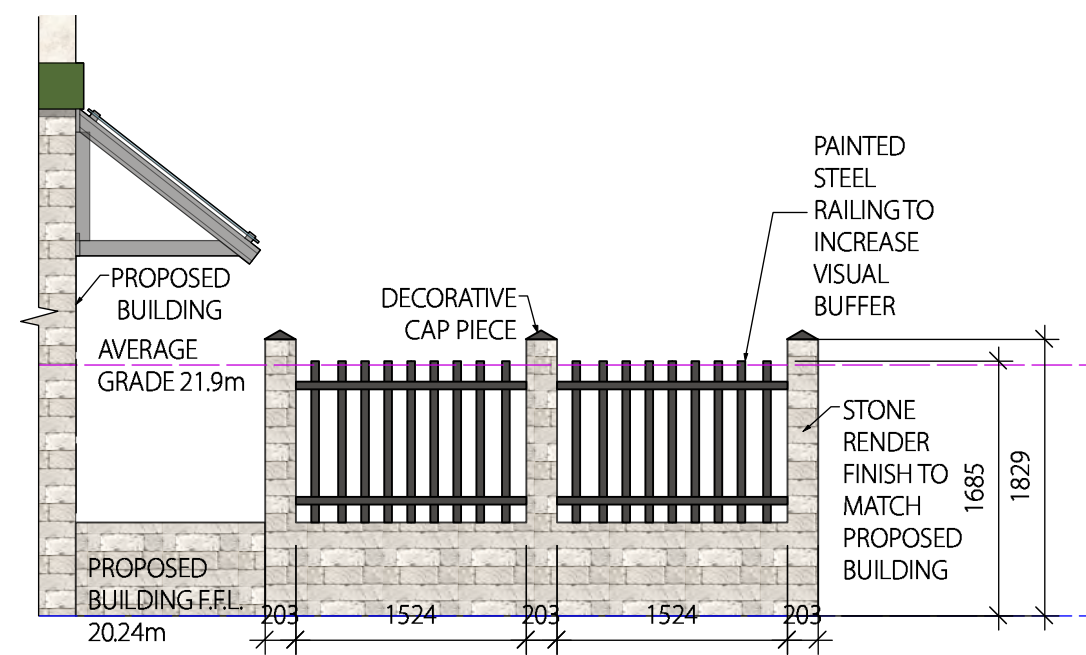 PAINTED
STEEL
RAILING TO
INCREASE
VISUAL
BUFFER
PROPOSED
BUILDING
DECORATIVE
CAP PIECE
AVERAGE
GRADE 21.9m
STONE
RENDER
FINISH TO
MATCH
PROPOSED
BUILDING
1685
1829
PROPOSED
BUILDING F.F.L.
20.24m
203
1524
203
1524
203